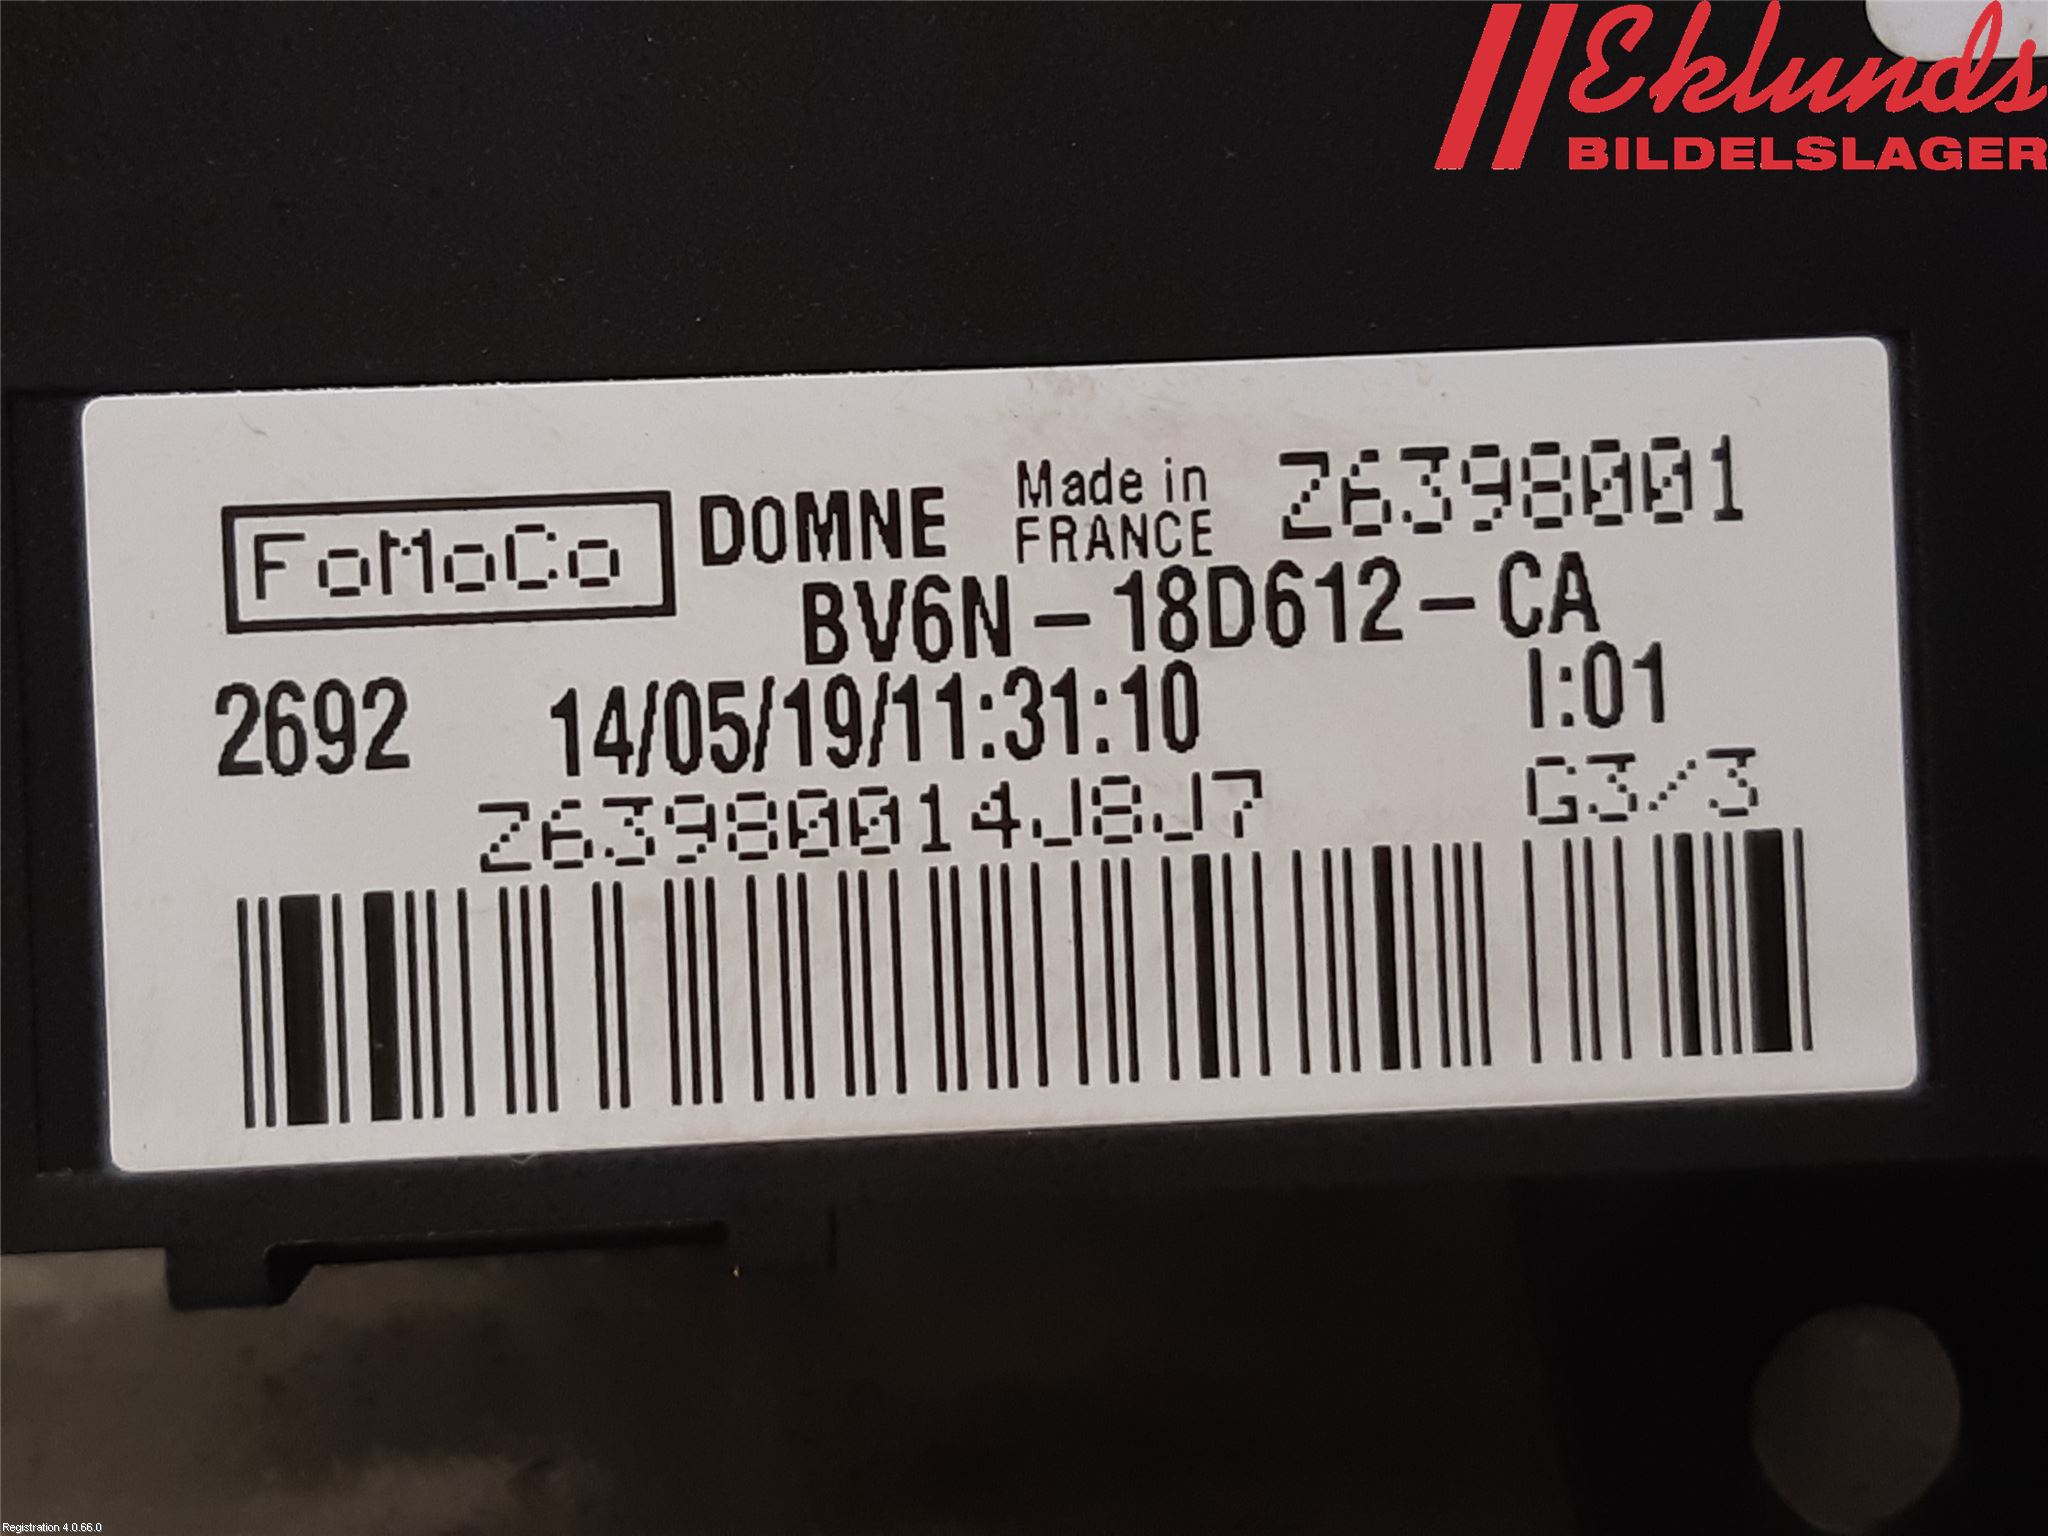 Eklunds
BILDELSLAGER
FoMoCo DOMNE Made in FRANCE Z6398001
BV6N-18D612-CA
2692 14/05/19/11:31:10 I:01
Z63980014J8J7 G3/3
Registration 4.0.66.0